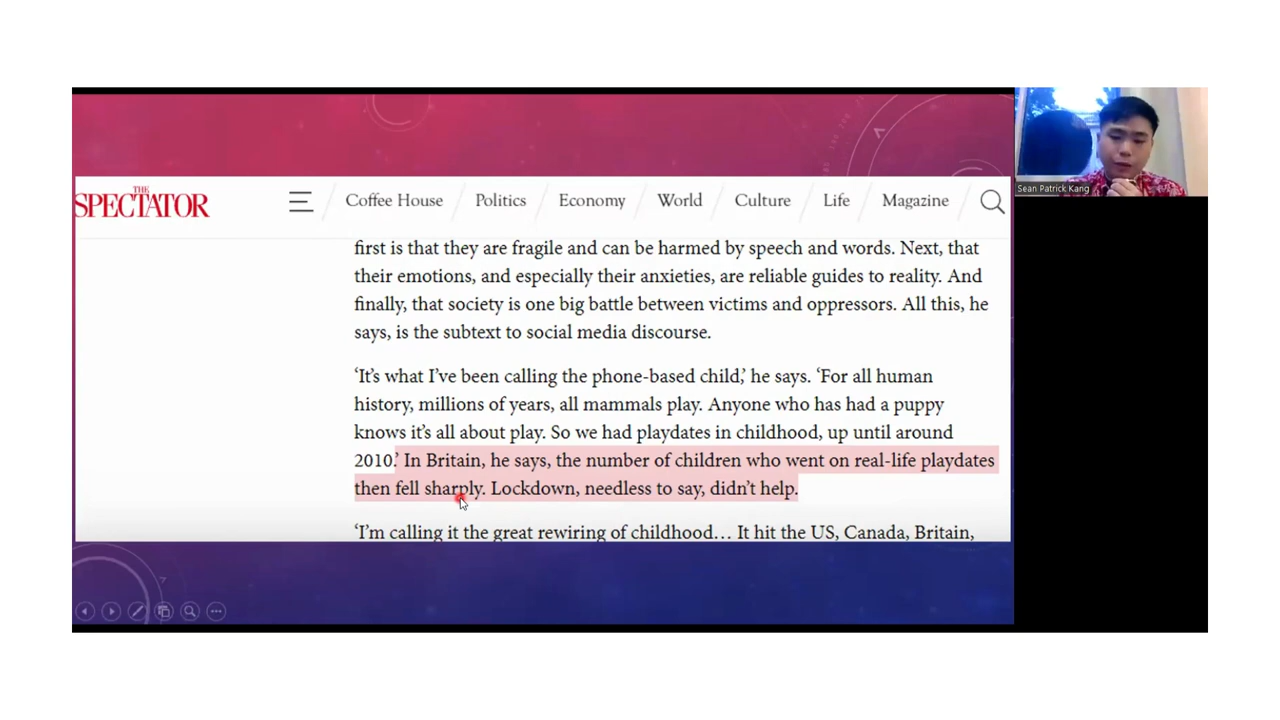 THE
SPECTATOR
Coffee House
Politics
Economy
World
Culture
Life
Magazine
Sean Patrick Kang
first is that they are fragile and can be harmed by speech and words. Next, that
their emotions, and especially their anxieties, are reliable guides to reality. And
finally, that society is one big battle between victims and oppressors. All this, he
says, is the subtext to social media discourse.
‘It’s what I’ve been calling the phone-based child,’ he says. ‘For all human
history, millions of years, all mammals play. Anyone who has had a puppy
knows it’s all about play. So we had playdates in childhood, up until around
2010.’ In Britain, he says, the number of children who went on real-life playdates
then fell sharply. Lockdown, needless to say, didn’t help.
‘I’m calling it the great rewiring of childhood… It hit the US, Canada, Britain,